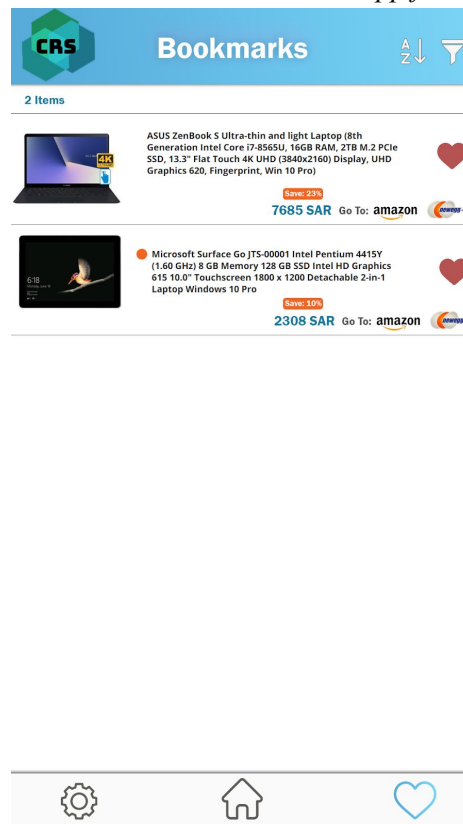 CRS
Bookmarks
A
Z
2 Items
ASUS ZenBook S Ultra-thin and light Laptop (8th
Generation Intel Core i7-8565U, 16GB RAM, 2TB M.2 PCIe
SSD, 13.3" Flat Touch 4K UHD (3840x2160) Display, UHD
Graphics 620, Fingerprint, Win 10 Pro)
4K
Save: 23%
7685 SAR Go To: amazon newegg
Microsoft Surface Go JTS-00001 Intel Pentium 4415Y
(1.60 GHz) 8 GB Memory 128 GB SSD Intel HD Graphics
615 10.0" Touchscreen 1800 x 1200 Detachable 2-in-1
Laptop Windows 10 Pro
6:18
Save: 10%
2308 SAR Go To: amazon newegg